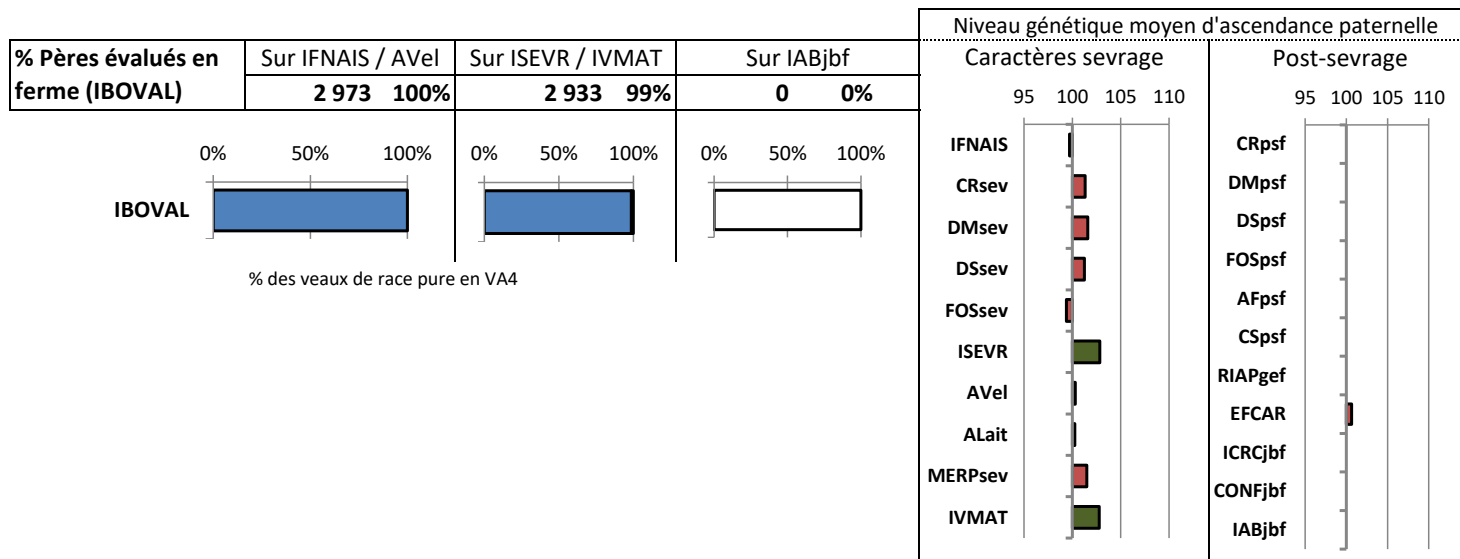 Niveau génétique moyen d'ascendance paternelle
% Pères évalués en ferme (IBOVAL)
Sur IFNAIS / AVel Sur ISEVR / IVMAT Sur IABjbf
2 973 100% 2 933 99% 0 0%
0% 50% 100% 0% 50% 100% 0% 50% 100%
IBOVAL
% des veaux de race pure en VA4
Caractères sevrage
95 100 105 110
IFNAIS
CRsev
DMsev
DSsev
FOSsev
ISEVR
AVel
ALait
MERPsev
IVMAT
Post-sevrage
95 100 105 110
CRpsf
DMpsf
DSpsf
FOSpsf
AFpsf
CSpsf
RIAPgef
EFCAR
ICRCjbf
CONFjbf
IABjbf